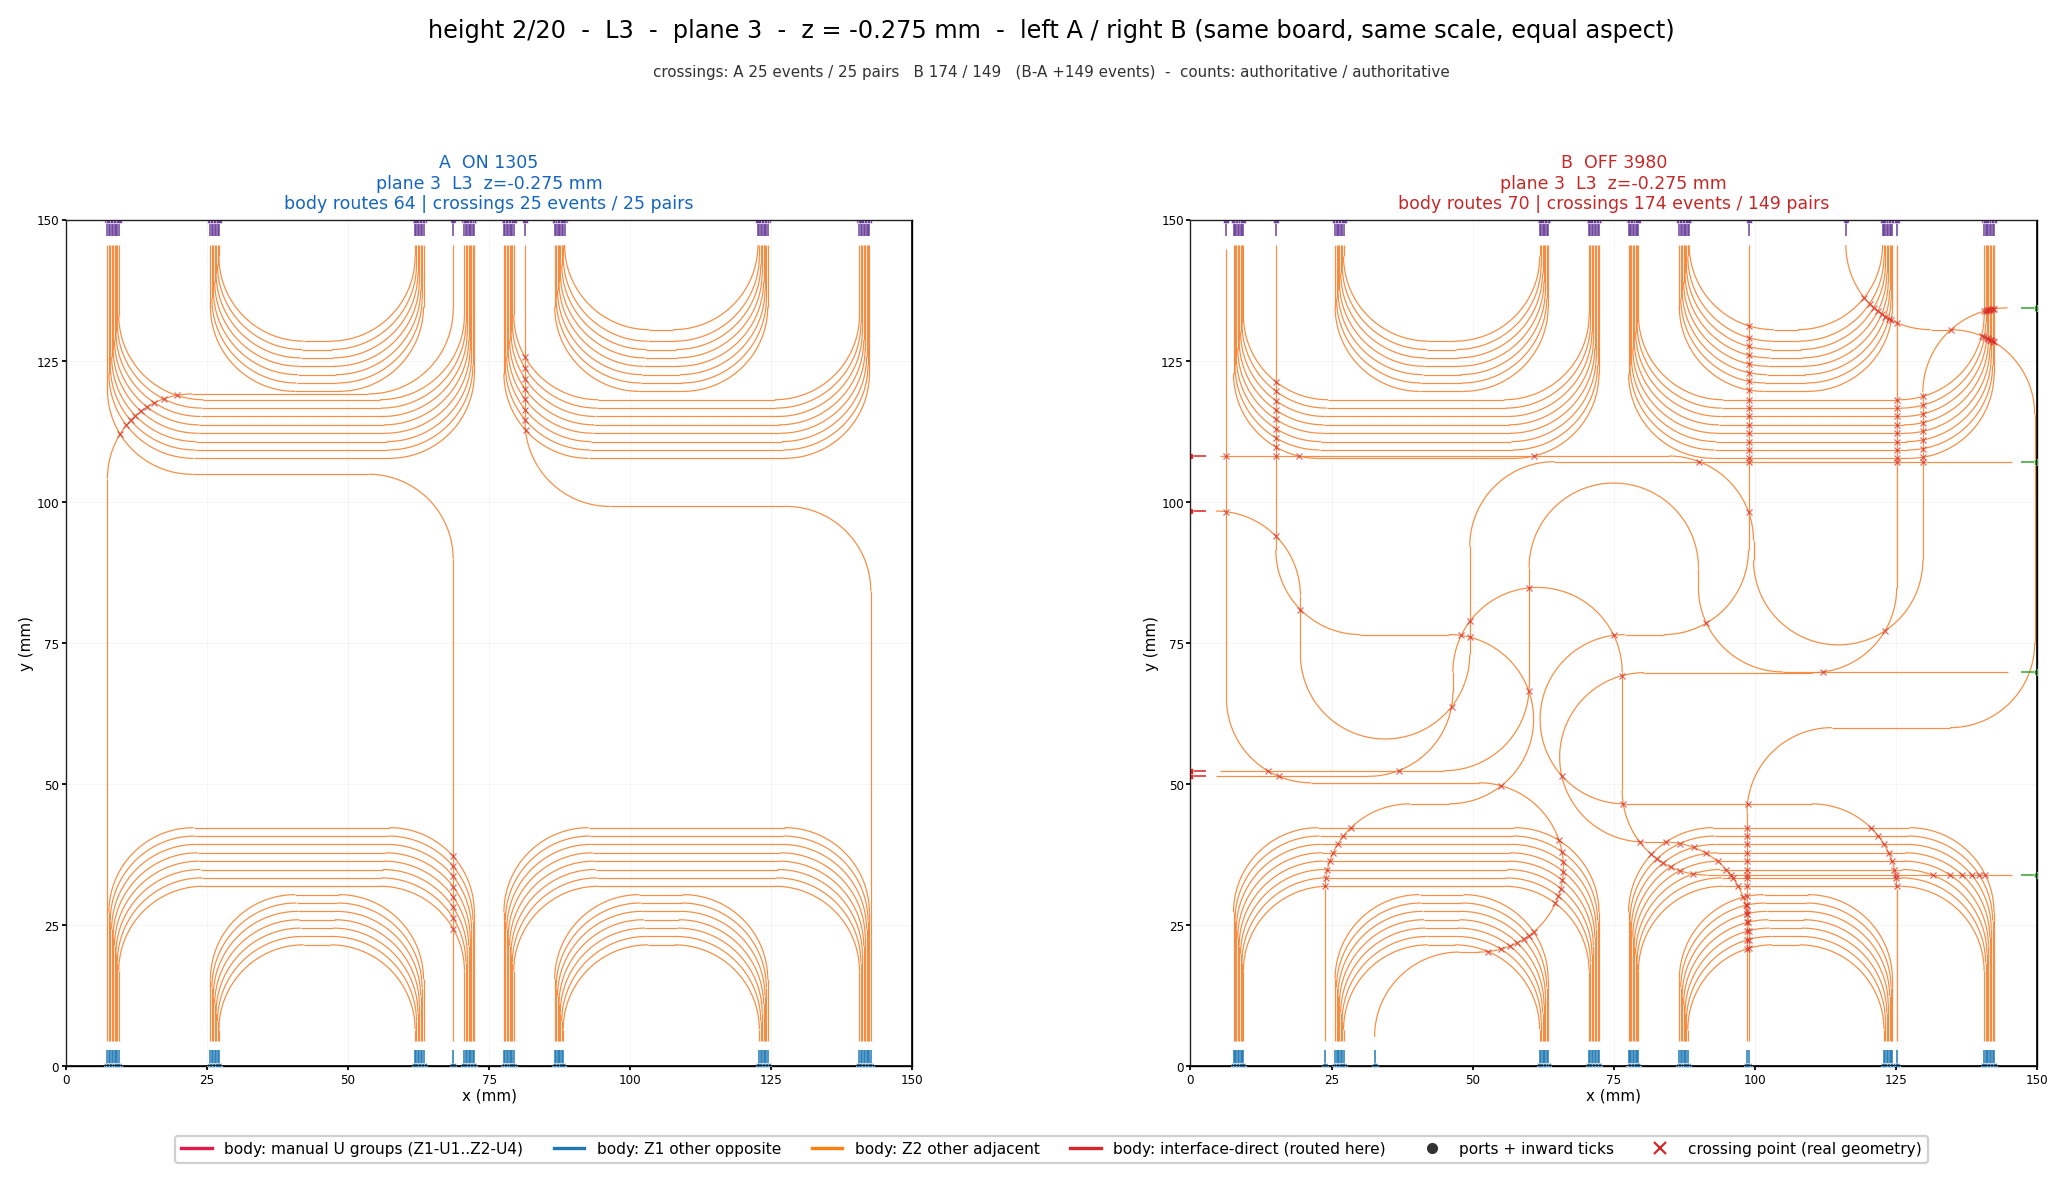 height 2/20  -  L3  -  plane 3  -  z = -0.275 mm  -  left A / right B (same board, same scale, equal aspect)
crossings: A 25 events / 25 pairs   B 174 / 149   (B-A +149 events)  -  counts: authoritative / authoritative
A  ON 1305
plane 3  L3  z=-0.275 mm
body routes 64 | crossings 25 events / 25 pairs
150
125
100
75
50
25
0
y (mm)
0 25 50 75 100 125 150
x (mm)
B  OFF 3980
plane 3  L3  z=-0.275 mm
body routes 70 | crossings 174 events / 149 pairs
150
125
100
75
50
25
0
y (mm)
0 25 50 75 100 125 150
x (mm)
body: manual U groups (Z1-U1..Z2-U4)
body: Z1 other opposite
body: Z2 other adjacent
body: interface-direct (routed here)
ports + inward ticks
crossing point (real geometry)